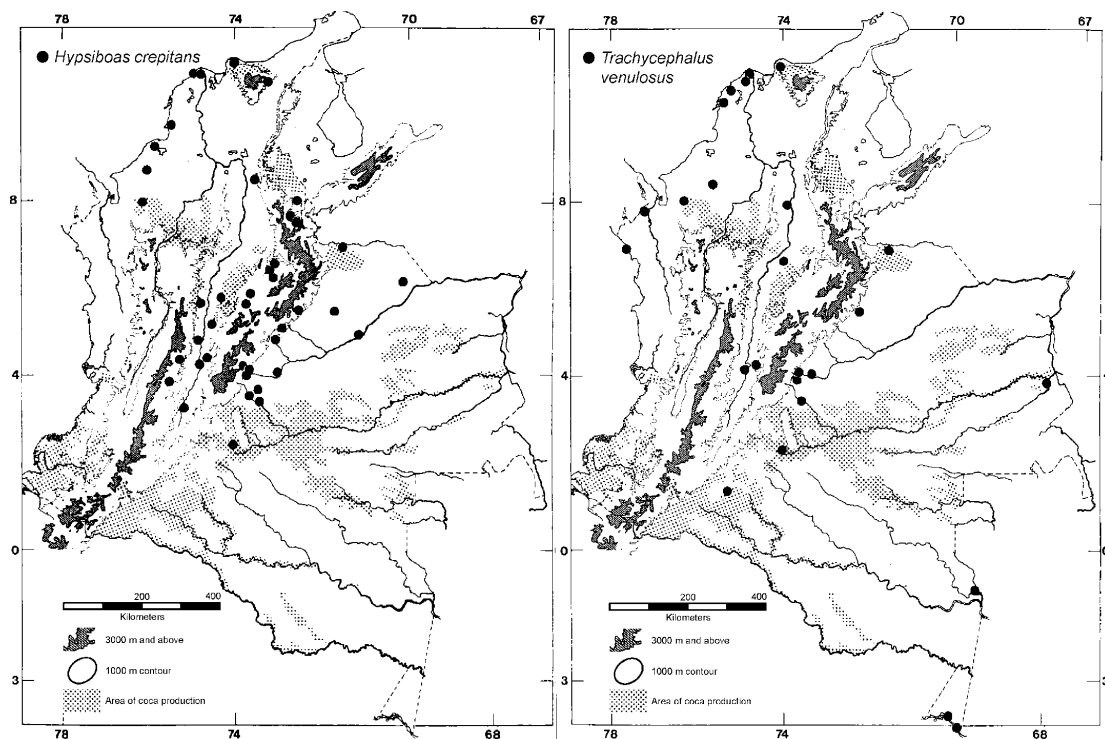 78 74 70 67
Hypsiboas crepitans
8
4
0
3
200 400
Kilometers
3000 m and above
1000 m contour
Area of coca production
78 74 68
78 74 70 67
Trachycephalus
venulosus
8
4
0
3
200 400
Kilometers
3000 m and above
1000 m contour
Area of coca production
78 74 68